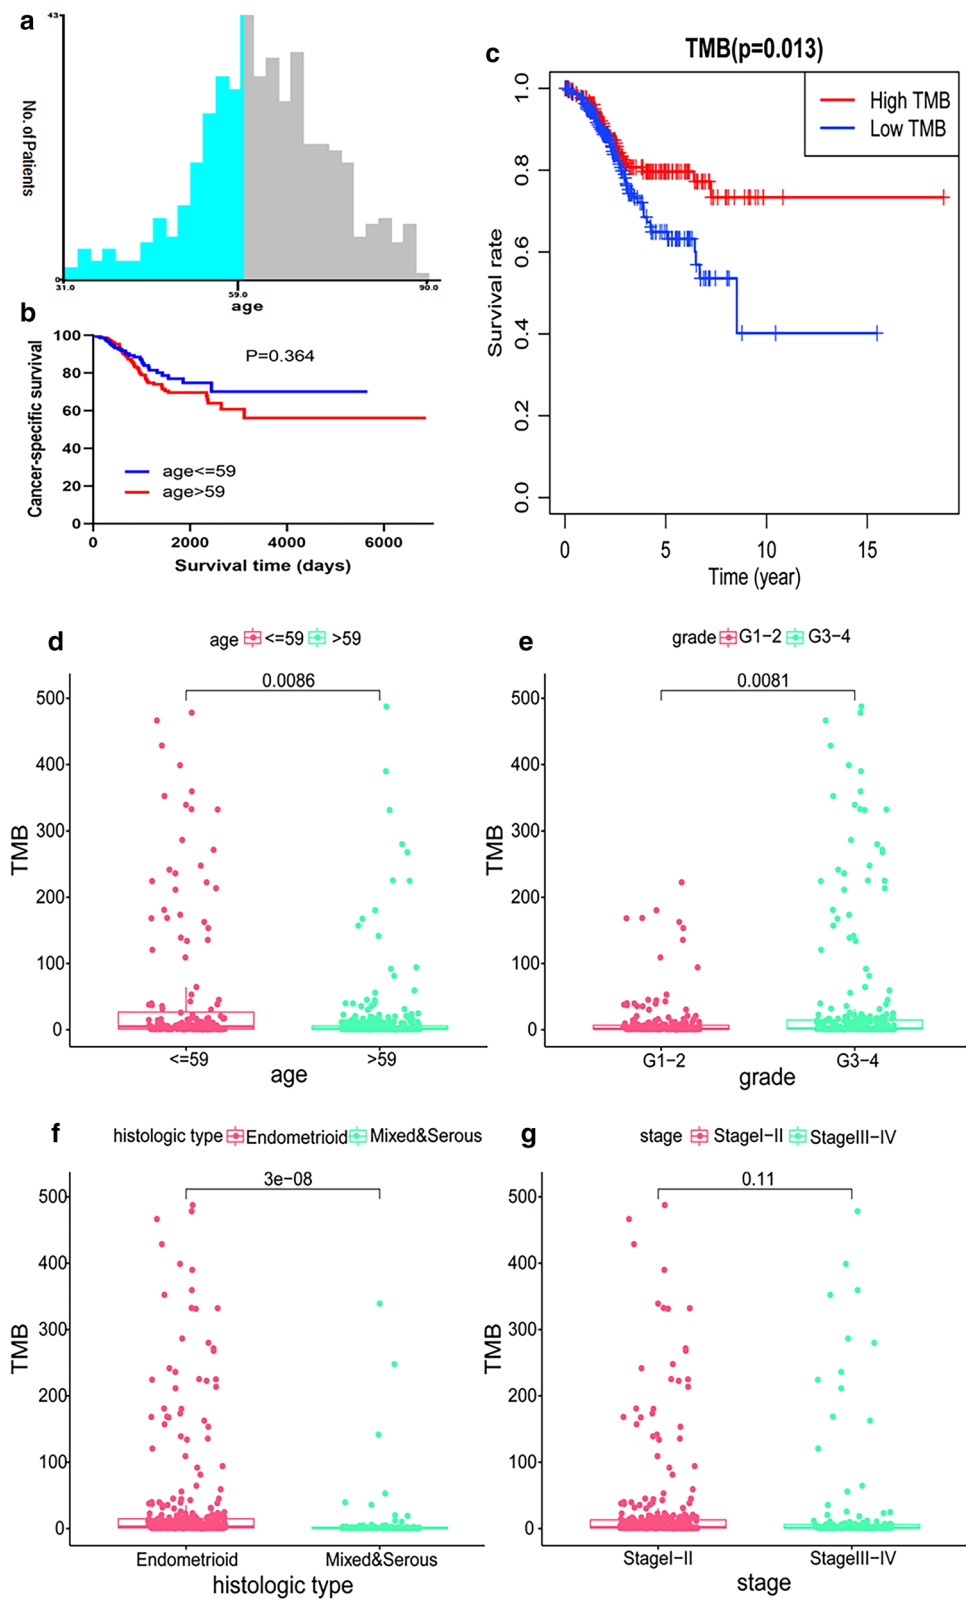 a
43
No. of Patients
0
31.0
59.0
90.0
age
b
100
80
60
40
20
0
Cancer-specific survival
P=0.364
age<=59
age>59
0
2000
4000
6000
Survival time (days)
c
TMB(p=0.013)
High TMB
Low TMB
1.0
0.8
0.6
0.4
0.2
0.0
Survival rate
0
5
10
15
Time (year)
d
age <=59 >59
0.0086
500
400
300
200
100
0
TMB
<=59
>59
age
e
grade G1-2 G3-4
0.0081
500
400
300
200
100
0
TMB
G1-2
G3-4
grade
f
histologic type Endometrioid Mixed&Serous
3e-08
500
400
300
200
100
0
TMB
Endometrioid
Mixed&Serous
histologic type
g
stage StageI-II StageIII-IV
0.11
500
400
300
200
100
0
TMB
StageI-II
StageIII-IV
stage